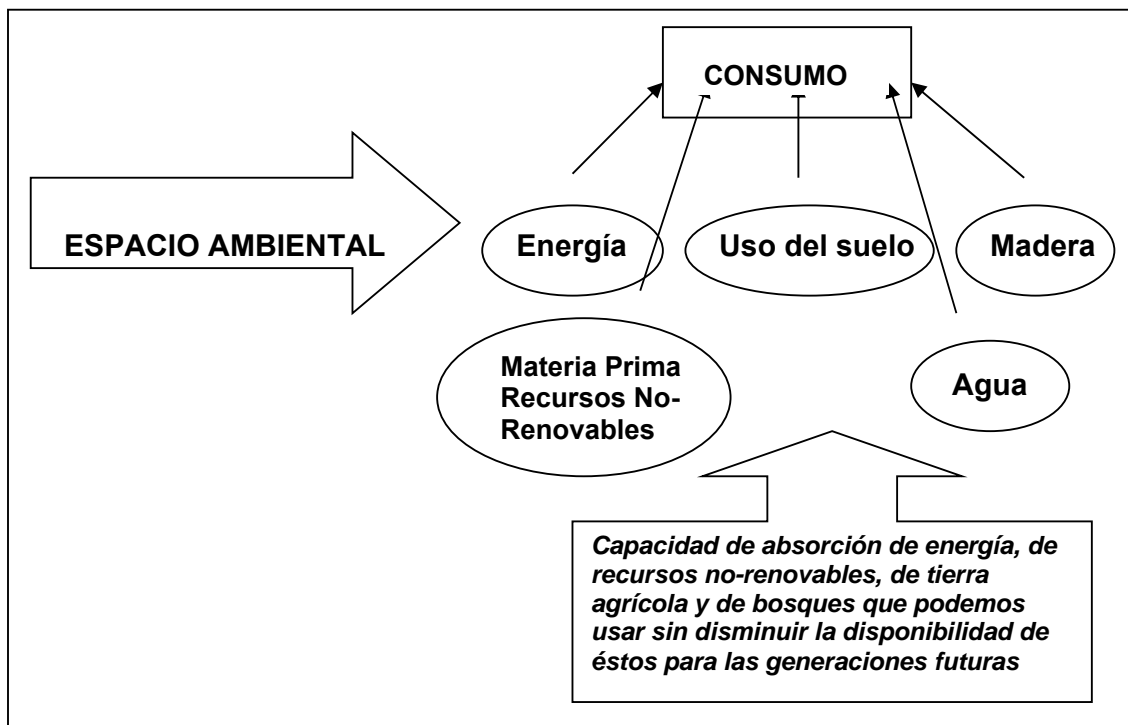 CONSUMO
ESPACIO AMBIENTAL
Energía
Uso del suelo
Madera
Materia Prima
Recursos No-
Renovables
Agua
Capacidad de absorción de energía, de
recursos no-renovables, de tierra
agrícola y de bosques que podemos
usar sin disminuir la disponibilidad de
éstos para las generaciones futuras